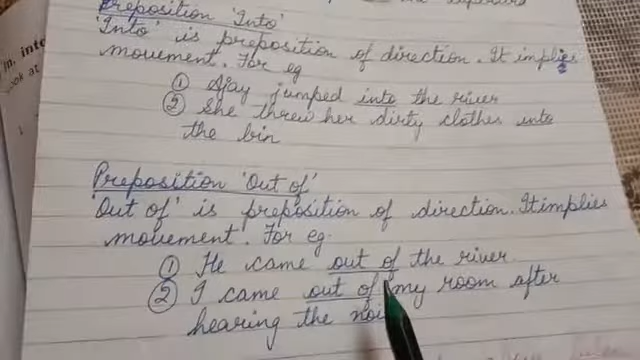 Preposition 'Into'
'Into' is preposition of direction. It implies
movement. For eg
① Ajay jumped into the river
② She threw her dirty clothes into
the bin
Preposition 'Out of'
'Out of' is preposition of direction. It implies
movement. For eg.
① He came out of the river
② I came out of my room after
hearing the